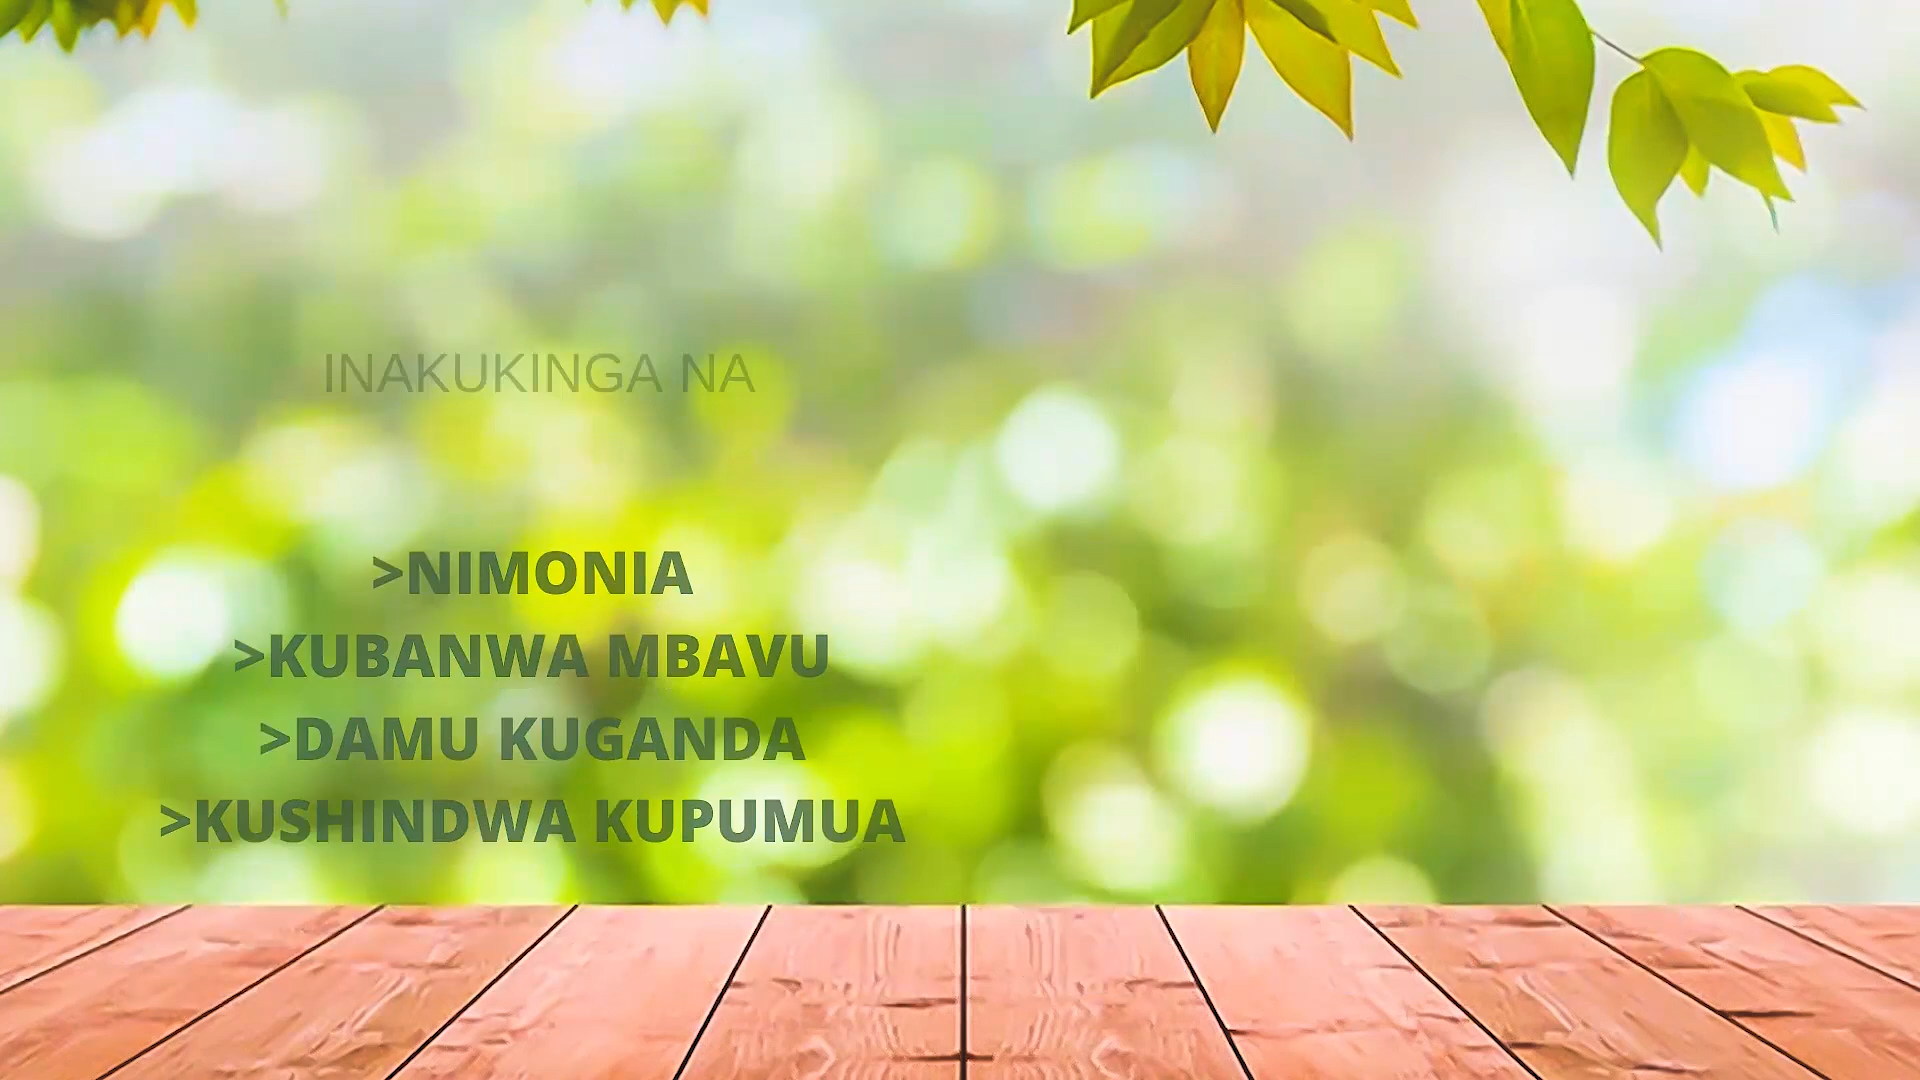 INAKUKINGA NA
>NIMONIA
>KUBANWA MBAVU
>DAMU KUGANDA
>KUSHINDWA KUPUMUA